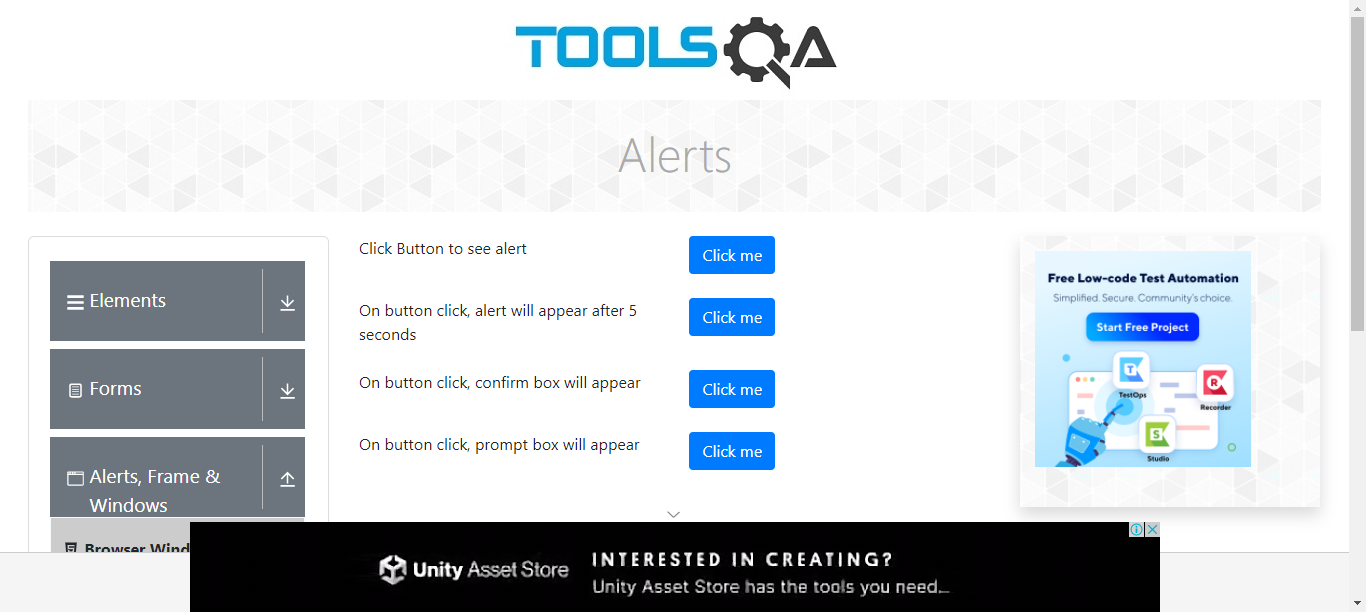 TOOLSQA
Alerts
Elements
Forms
Alerts, Frame &
Windows
Browser Wind
Click Button to see alert
Click me
On button click, alert will appear after 5
seconds
Click me
On button click, confirm box will appear
Click me
On button click, prompt box will appear
Click me
Free Low-code Test Automation
Simplified. Secure. Community's choice.
Start Free Project
TestOps
Recorder
Studio
Unity Asset Store
INTERESTED IN CREATING?
Unity Asset Store has the tools you need...